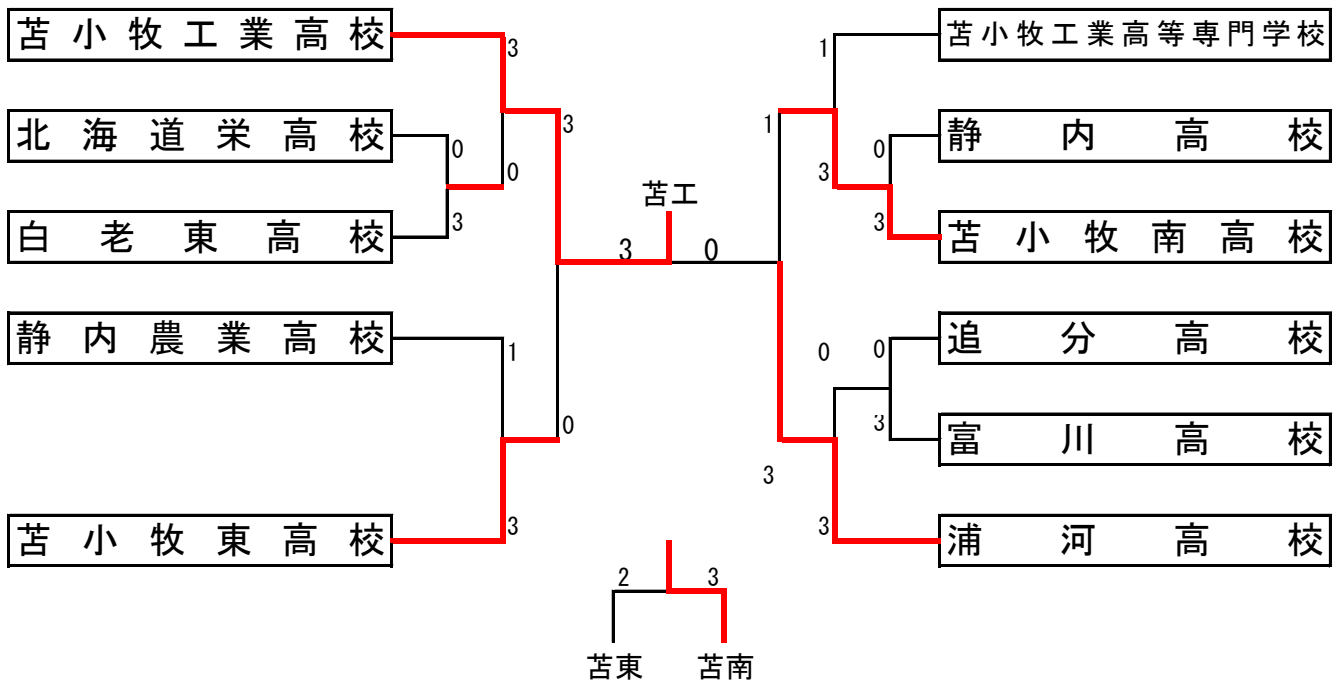 苫小牧工業高校
3
北海道栄高校
0
3
0
白老東高校
3
静内農業高校
1
0
苫小牧東高校
3
苫工
3 0
苫小牧工業高等専門学校
1
静内高校
1
0
3
苫小牧南高校
3
追分高校
0
0
富川高校
3
3
浦河高校
3
2 3
苫東 苫南